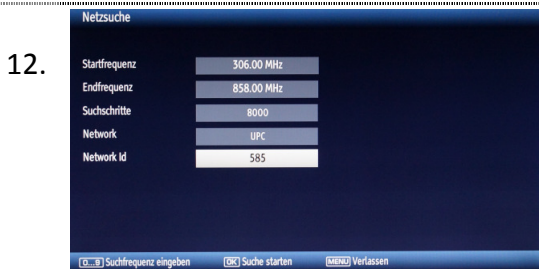 Netzsuche
12.
Startfrequenz 306.00 MHz
Endfrequenz 858.00 MHz
Suchschritte 8000
Network UPC
Network Id 585
0...9 Suchfrequenz eingeben OK Suche starten MENU Verlassen